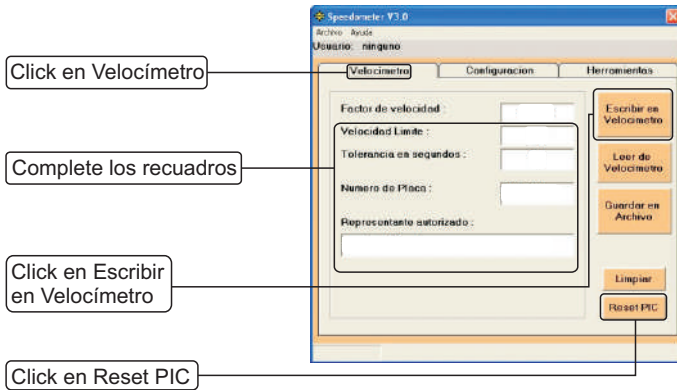 Speedometer V3.0
Archivo Ayuda
Usuario: ninguno
Click en Velocímetro
Velocimetro
Configuracion
Herramientas
Factor de velocidad :
Velocidad Limite :
Tolerancia en segundos :
Numero de Placa :
Representante autorizado :
Complete los recuadros
Escribir en
Velocimetro
Leer de
Velocimetro
Guardar en
Archivo
Click en Escribir
en Velocímetro
Limpiar
Reset PIC
Click en Reset PIC